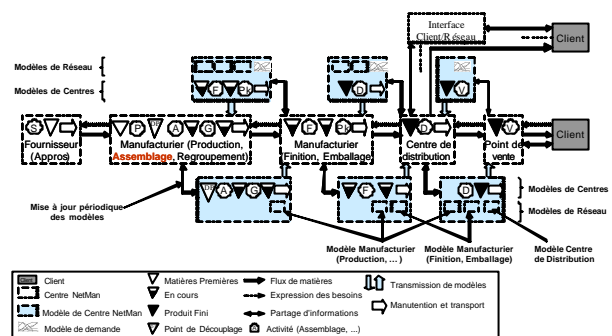 Interface
Client/Réseau
Client
Modèles de Réseau
Modèles de Centres
F
Pk
D
V
S
P
DP
A
G
F
Pk
D
V
Fournisseur
(Appros)
Manufacturier (Production,
Assemblage, Regroupement)
Manufacturier
(Finition, Emballage)
Centre de
distribution
Point de
vente
Client
Mise à jour périodique
des modèles
DP
A
G
F
D
Modèles de Centres
Modèles de Réseau
Modèle Manufacturier
(Production, ... )
Modèle Manufacturier
(Finition, Emballage)
Modèle Centre
de Distribution
Client
Centre NetMan
Modèle de Centre NetMan
Modèle de demande
Matières Premières
En cours
Produit Fini
Point de Découplage
Flux de matières
Expression des besoins
Partage d'informations
Activité (Assemblage, ...)
Transmission de modèles
Manutention et transport